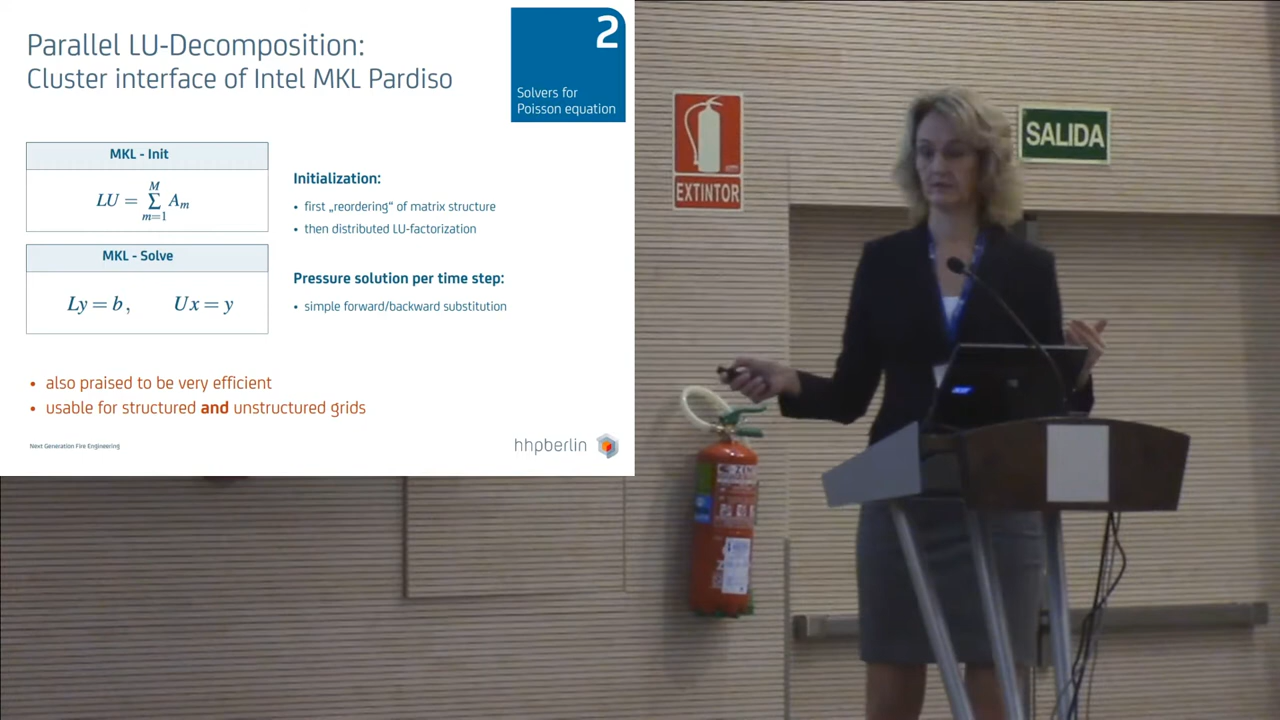 Parallel LU-Decomposition:
Cluster interface of Intel MKL Pardiso
2
Solvers for
Poisson equation
MKL - Init
LU = \sum_{m=1}^{M} A_m
MKL - Solve
Ly = b ,   Ux = y
Initialization:
• first „reordering" of matrix structure
• then distributed LU-factorization
Pressure solution per time step:
• simple forward/backward substitution
• also praised to be very efficient
• usable for structured and unstructured grids
Next Generation Fire Engineering
hhpberlin
EXTINTOR
SALIDA
acer